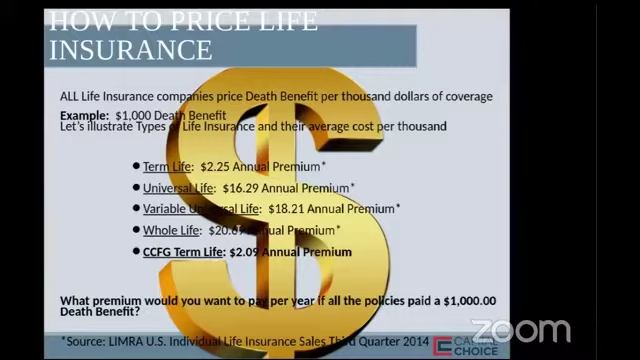 HOW TO PRICE LIFE
INSURANCE
ALL Life Insurance companies price Death Benefit per thousand dollars of coverage
Example: $1,000 Death Benefit
Let's illustrate Types of Life Insurance and their average cost per thousand
Term Life: $2.25 Annual Premium*
Universal Life: $16.29 Annual Premium*
Variable Universal Life: $18.21 Annual Premium*
Whole Life: Annual Premium*
CCFG Term Life: $2.09 Annual Premium
What premium would you want to pay per year if all the policies paid a $1,000.00
Death Benefit?
*Source: LIMRA U.S. Individual Life Insurance Sales Third Quarter 2014
CAPITAL
CHOICE
zoom